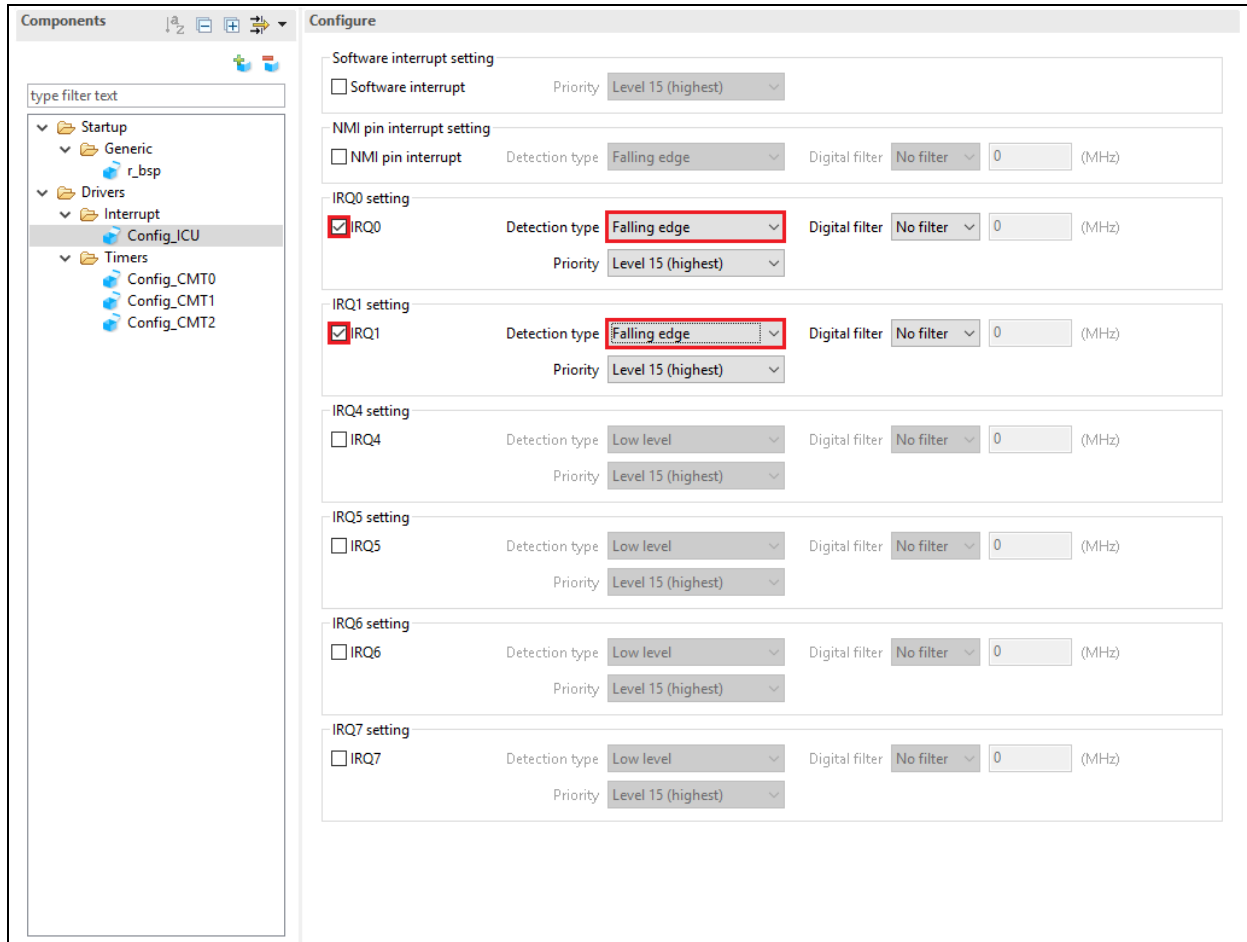 Components
Configure
type filter text
Startup
Generic
r_bsp
Drivers
Interrupt
Config_ICU
Timers
Config_CMT0
Config_CMT1
Config_CMT2
Software interrupt setting
Software interrupt Priority Level 15 (highest)
NMI pin interrupt setting
NMI pin interrupt Detection type Falling edge Digital filter No filter 0 (MHz)
IRQ0 setting
IRQ0 Detection type Falling edge Digital filter No filter 0 (MHz)
Priority Level 15 (highest)
IRQ1 setting
IRQ1 Detection type Falling edge Digital filter No filter 0 (MHz)
Priority Level 15 (highest)
IRQ4 setting
IRQ4 Detection type Low level Digital filter No filter 0 (MHz)
Priority Level 15 (highest)
IRQ5 setting
IRQ5 Detection type Low level Digital filter No filter 0 (MHz)
Priority Level 15 (highest)
IRQ6 setting
IRQ6 Detection type Low level Digital filter No filter 0 (MHz)
Priority Level 15 (highest)
IRQ7 setting
IRQ7 Detection type Low level Digital filter No filter 0 (MHz)
Priority Level 15 (highest)